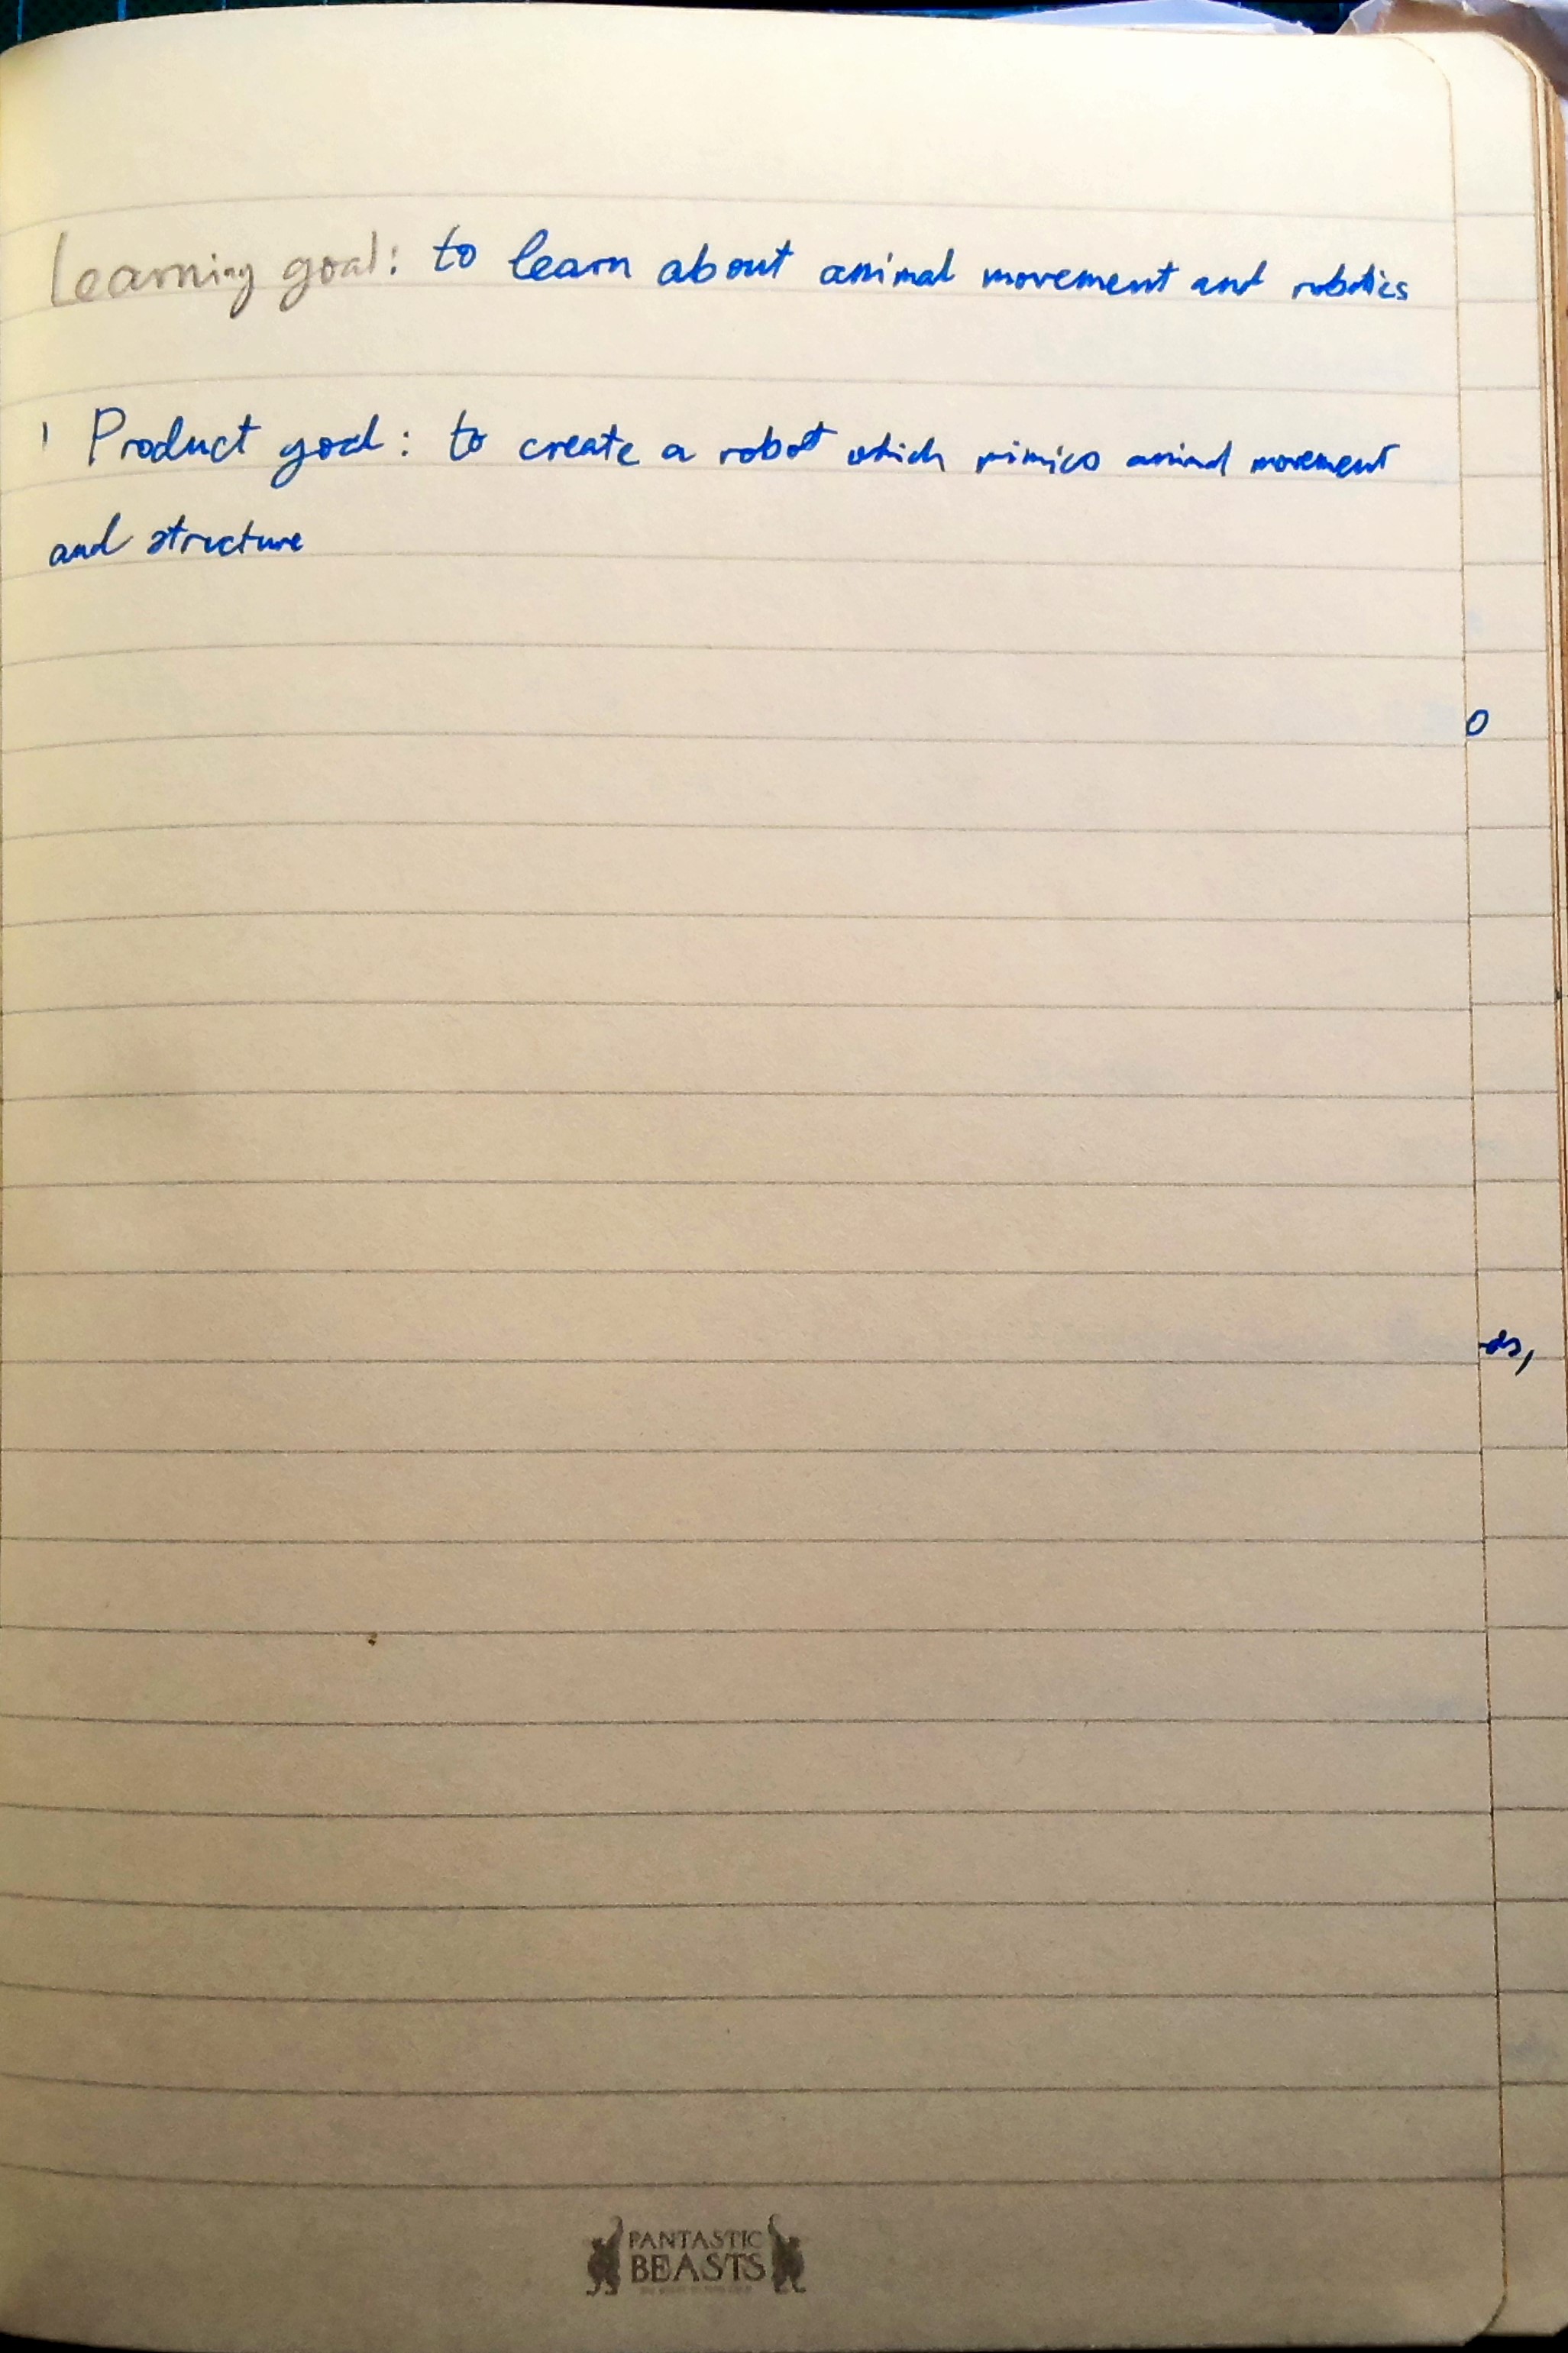 Learning goal: to learn about animal movement and robotics
Product goal: to create a robot which mimics animal movement
and structure
o
ds,
FANTASTIC
BEASTS